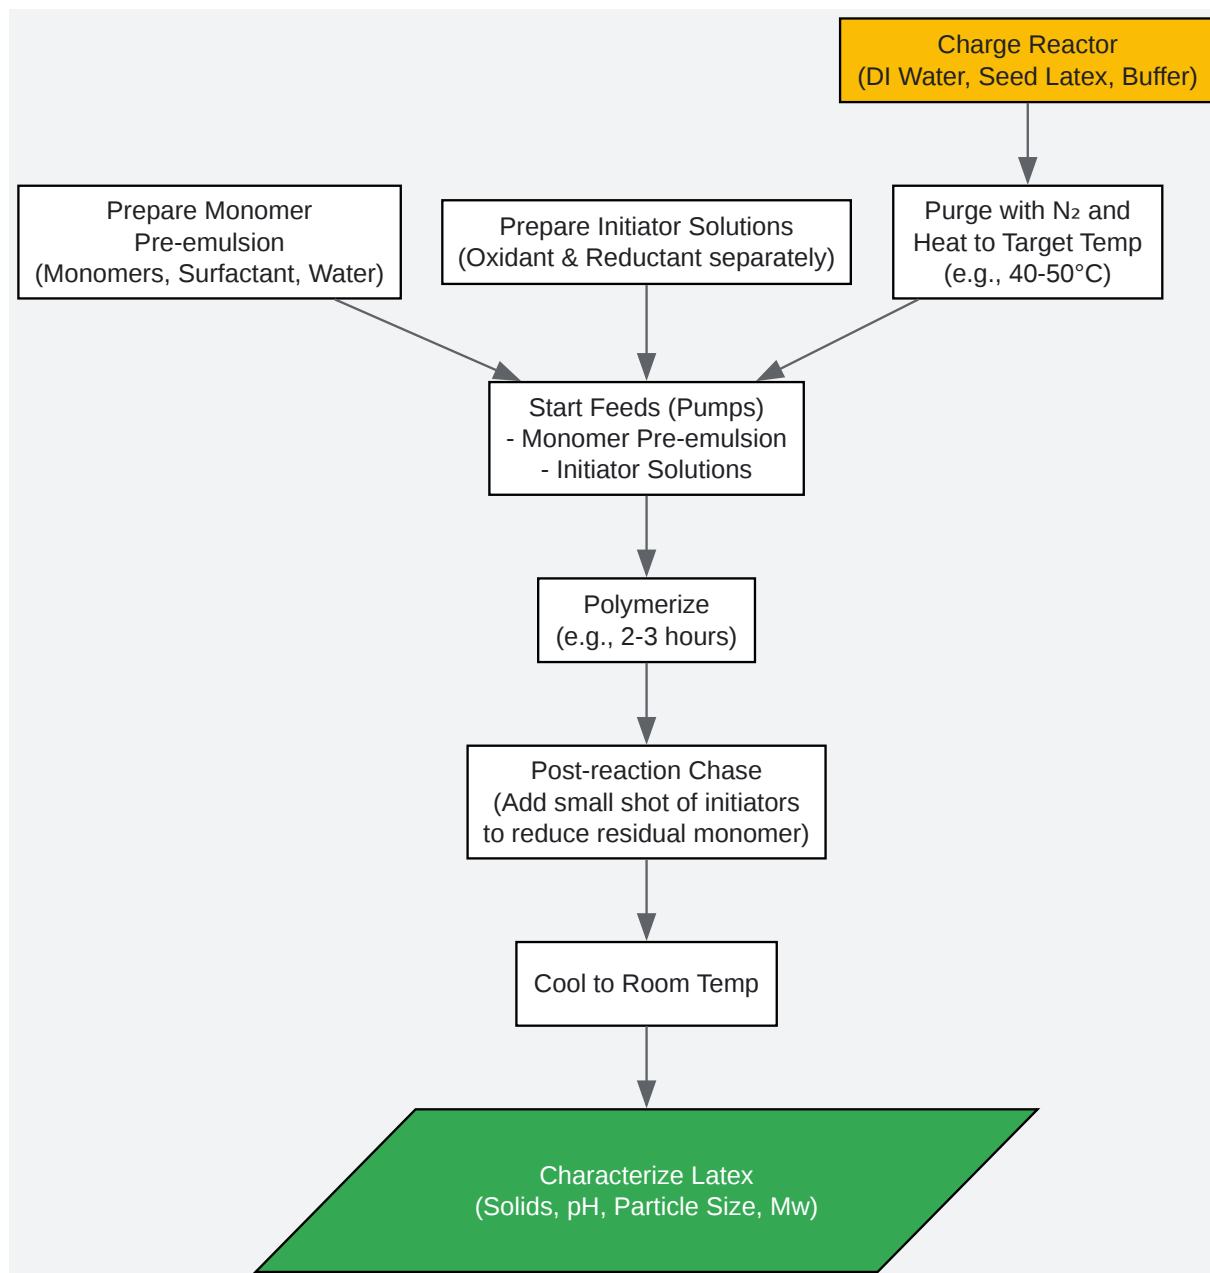 Charge Reactor
(DI Water, Seed Latex, Buffer)
Prepare Monomer
Pre-emulsion
(Monomers, Surfactant, Water)
Prepare Initiator Solutions
(Oxidant & Reductant separately)
Purge with N₂ and
Heat to Target Temp
(e.g., 40-50°C)
Start Feeds (Pumps)
- Monomer Pre-emulsion
- Initiator Solutions
Polymerize
(e.g., 2-3 hours)
Post-reaction Chase
(Add small shot of initiators
to reduce residual monomer)
Cool to Room Temp
Characterize Latex
(Solids, pH, Particle Size, Mw)